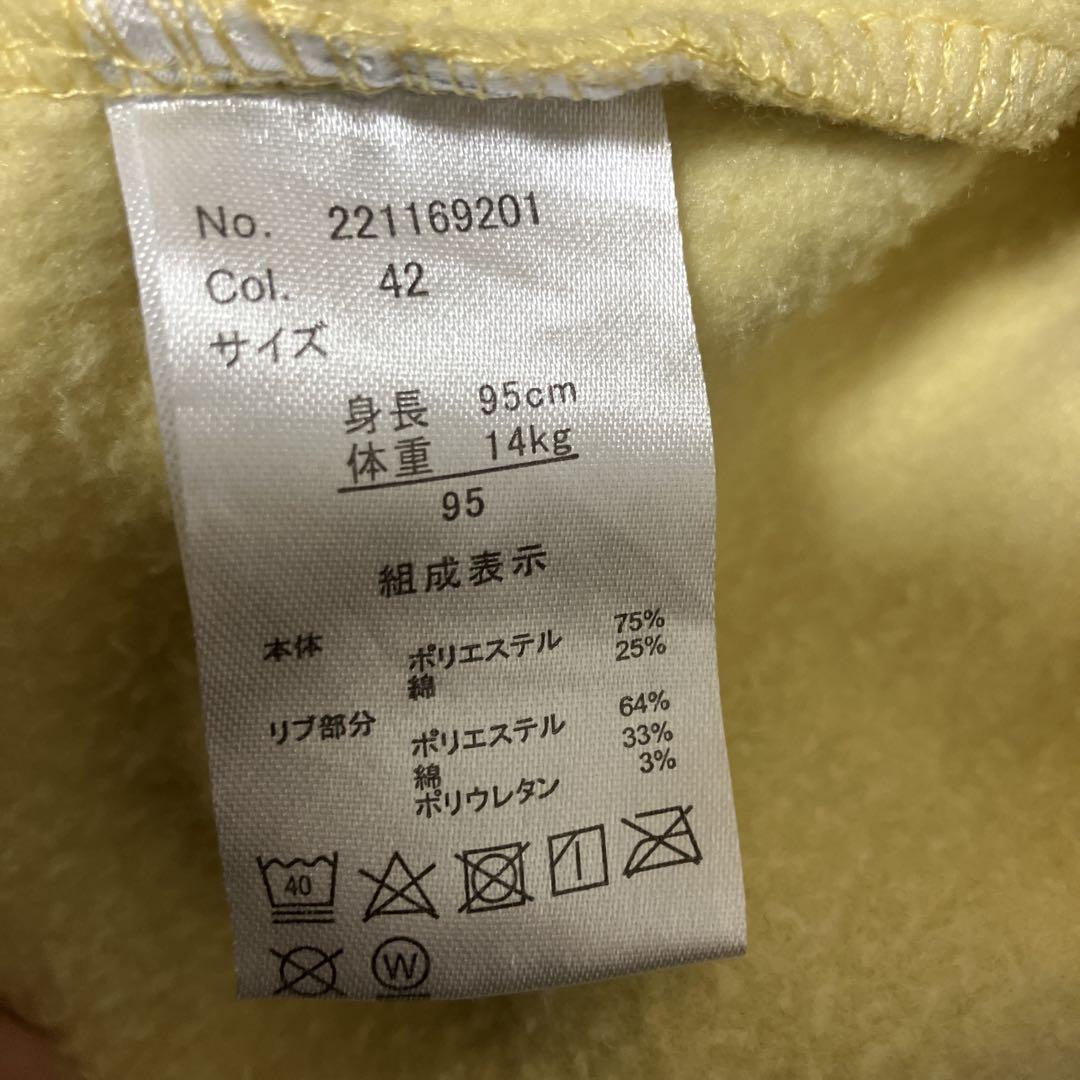 No. 221169201
Col. 42
サイズ
身長 95cm
体重 14kg
95
組成表示
本体 ポリエステル 75%
綿 25%
リブ部分 ポリエステル 64%
綿 33%
ポリウレタン 3%
40
W